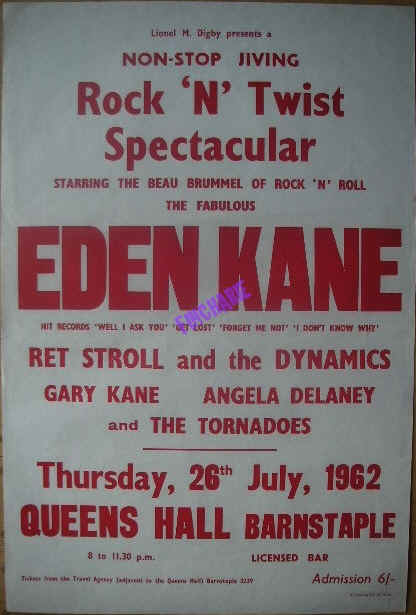 Lionel M. Digby presents a
NON-STOP JIVING
Rock 'N' Twist
Spectacular
STARRING THE BEAU BRUMMEL OF ROCK 'N' ROLL
THE FABULOUS
EDEN KANE
HIT RECORDS 'WELL I ASK YOU' 'GET LOST' 'FORGET ME NOT' 'I DON'T KNOW WHY'
RET STROLL and the DYNAMICS
GARY KANE ANGELA DELANEY
and THE TORNADOES
Thursday, 26th July, 1962
QUEENS HALL BARNSTAPLE
8 to 11.30 p.m. LICENSED BAR
Tickets from the Travel Agency (adjacent to the Queens Hall) Barnstaple 3239
Admission 6/-